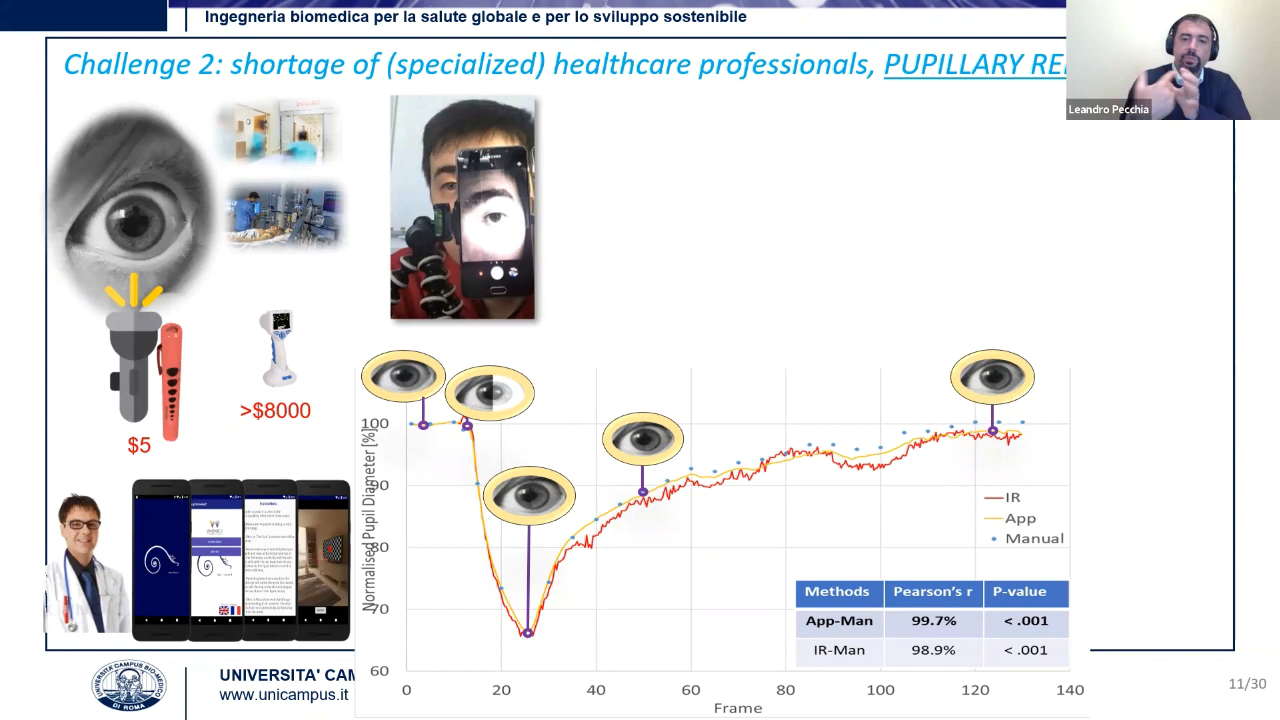 Ingegneria biomedica per la salute globale e per lo sviluppo sostenibile
Challenge 2: shortage of (specialized) healthcare professionals, PUPILLARY
Leandro Pecchia
SAMSUNG
>$8000
$5
Normalised Pupil Diameter [%]
100
90
80
70
60
0 20 40 60 80 100 120 140
Frame
IR
App
Manual
Methods Pearson's r P-value
App-Man 99.7% < .001
IR-Man 98.9% < .001
UNIVERSITA' CAM
www.unicampus.it
11/30